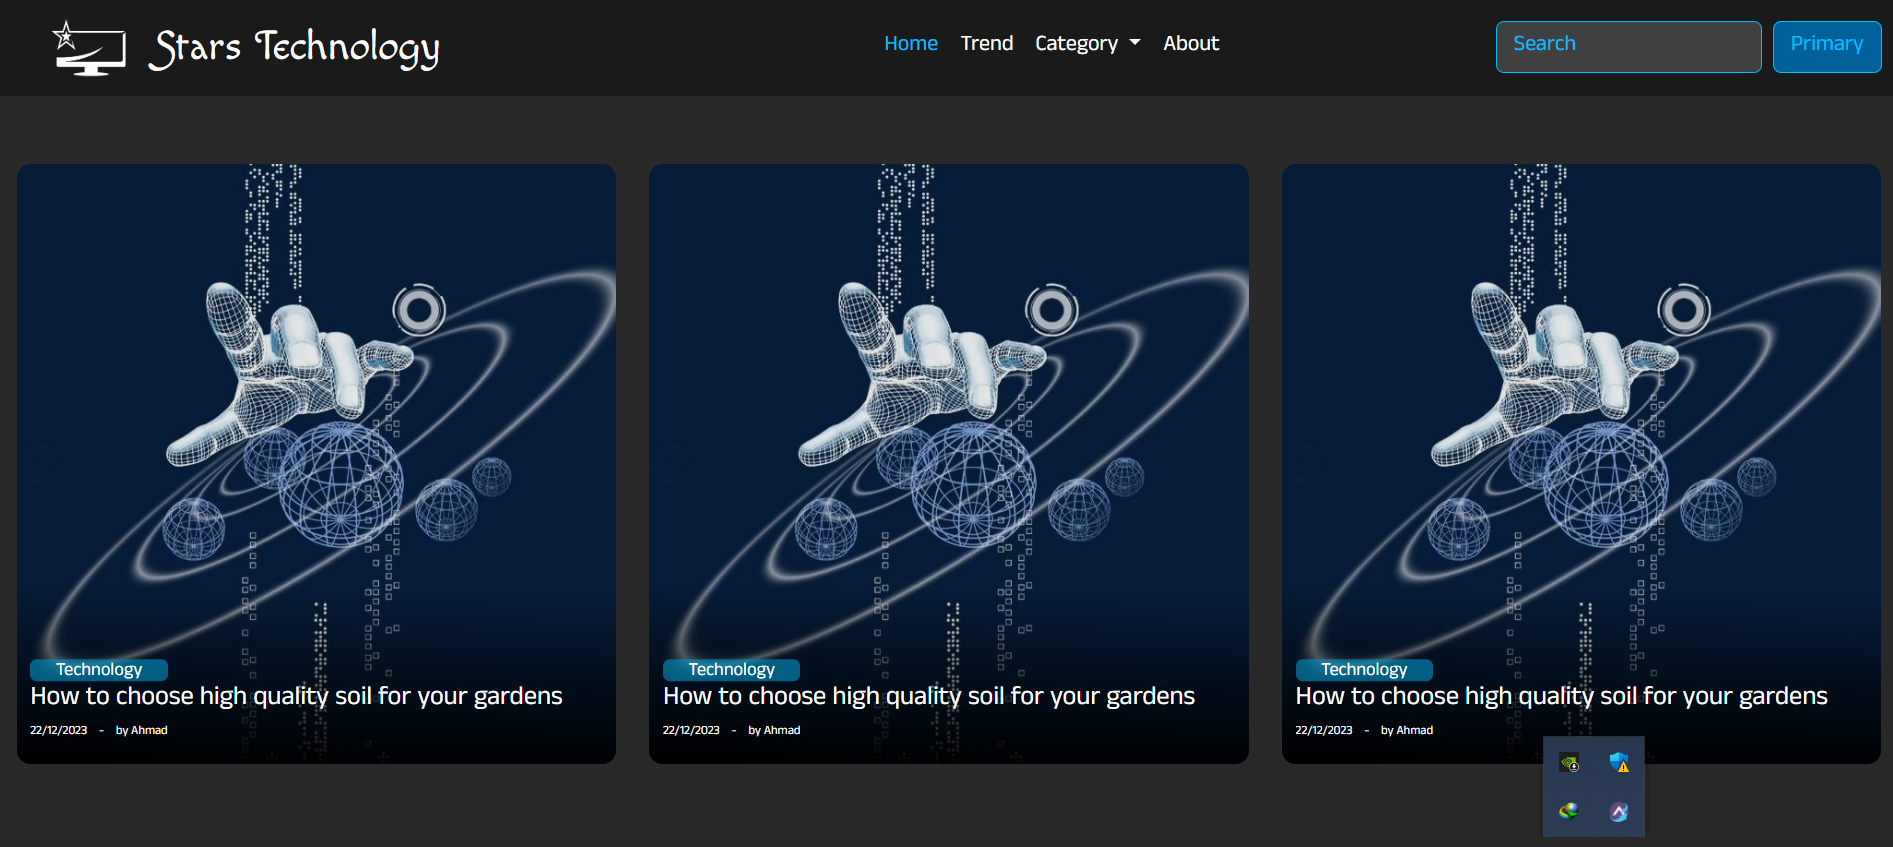 Stars Technology
Home Trend Category About
Search
Primary
Technology
How to choose high quality soil for your gardens
22/12/2023 - by Ahmad
Technology
How to choose high quality soil for your gardens
22/12/2023 - by Ahmad
Technology
How to choose high quality soil for your gardens
22/12/2023 - by Ahmad